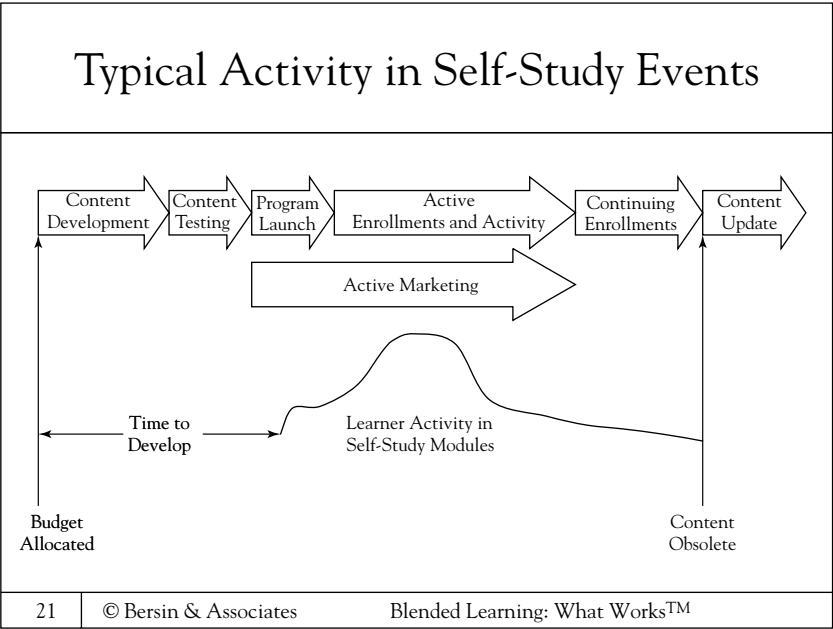 Typical Activity in Self-Study Events
Content
Development
Content
Testing
Program
Launch
Active
Enrollments and Activity
Continuing
Enrollments
Content
Update
Active Marketing
Time to
Develop
Learner Activity in
Self-Study Modules
Budget
Allocated
Content
Obsolete
21
© Bersin & Associates
Blended Learning: What Works™